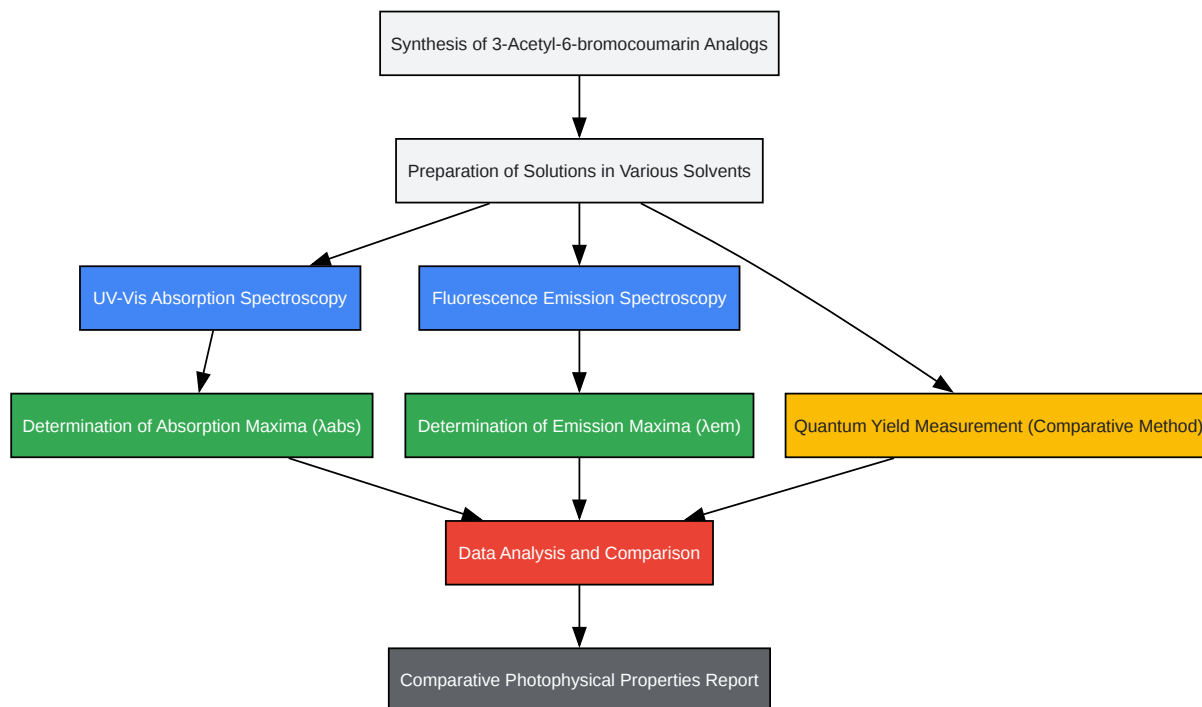 Synthesis of 3-Acetyl-6-bromocoumarin Analogs
Preparation of Solutions in Various Solvents
UV-Vis Absorption Spectroscopy
Fluorescence Emission Spectroscopy
Determination of Absorption Maxima (λabs)
Determination of Emission Maxima (λem)
Quantum Yield Measurement (Comparative Method)
Data Analysis and Comparison
Comparative Photophysical Properties Report